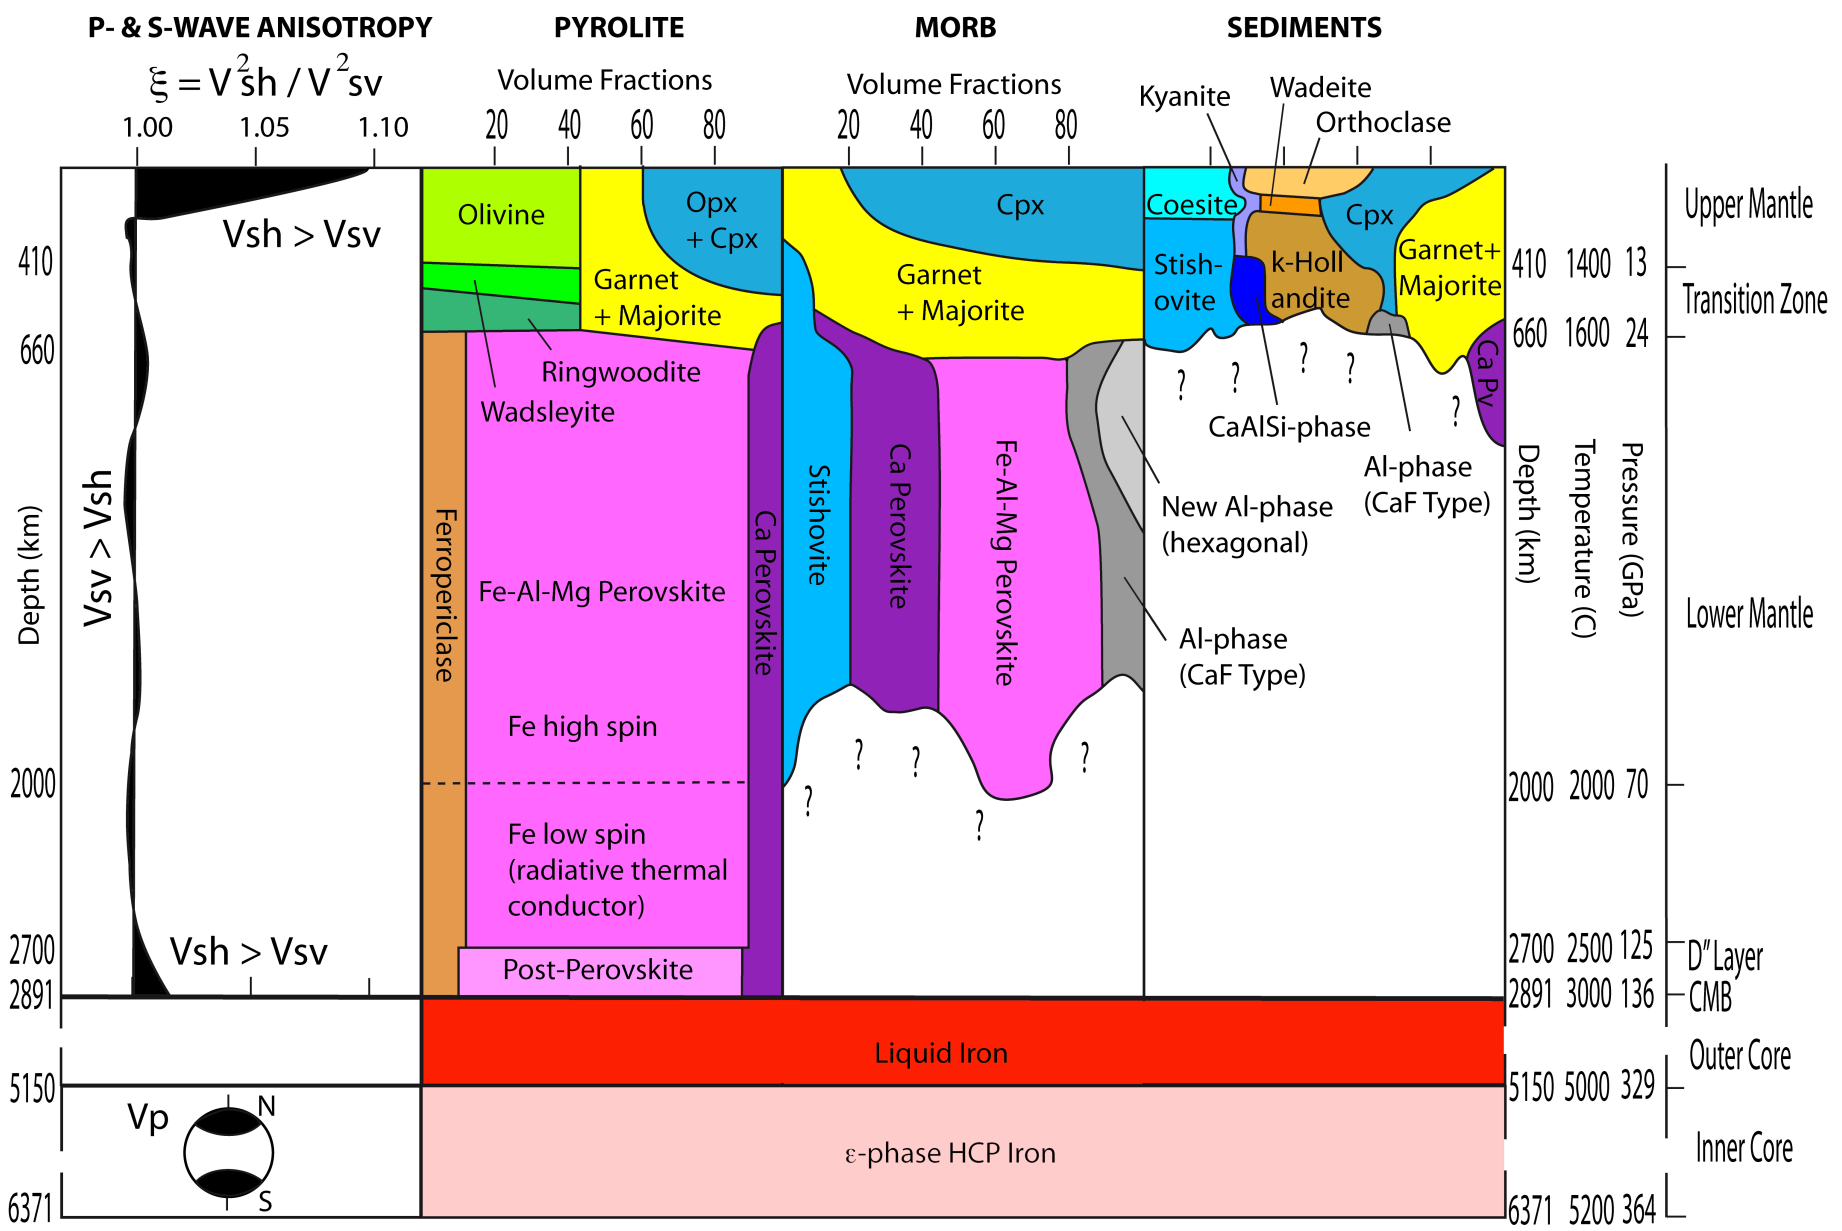 P- & S-WAVE ANISOTROPY
PYROLITE
MORB
SEDIMENTS
ξ = V²sh / V²sv
Volume Fractions
Volume Fractions
Kyanite
Wadeite
Orthoclase
1.00 1.05 1.10
20 40 60 80
20 40 60 80
Vsh > Vsv
Vsv > Vsh
Vsh > Vsv
Depth (km)
410
660
2000
2700
2891
5150
6371
Vp
N
S
Olivine
Opx
+ Cpx
Garnet
+ Majorite
Ringwoodite
Wadsleyite
Ferropericlase
Fe-Al-Mg Perovskite
Ca Perovskite
Fe high spin
Fe low spin
(radiative thermal
conductor)
Post-Perovskite
Cpx
Garnet
+ Majorite
Stishovite
Ca Perovskite
Fe-Al-Mg Perovskite
New Al-phase
(hexagonal)
Al-phase
(CaF Type)
? ? ? ? ?
Coesite
Stish-
ovite
k-Holl
andite
Cpx
Garnet+
Majorite
Ca Pv
CaAlSi-phase
Al-phase
(CaF Type)
? ? ? ? ?
Liquid Iron
ε-phase HCP Iron
Depth (km)
Temperature (C)
Pressure (GPa)
410 1400 13
660 1600 24
2000 2000 70
2700 2500 125
2891 3000 136
5150 5000 329
6371 5200 364
Upper Mantle
Transition Zone
Lower Mantle
D" Layer
CMB
Outer Core
Inner Core